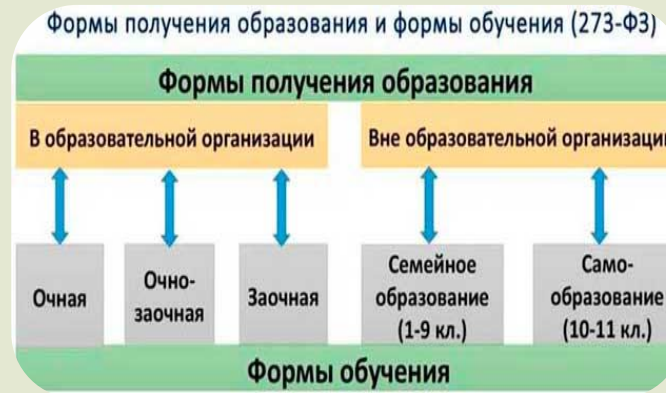 Формы получения образования и формы обучения (273-ФЗ)
Формы получения образования
В образовательной организации
Вне образовательной организаци
Очная
Очно-
заочная
Заочная
Семейное
образование
(1-9 кл.)
Само-
образование
(10-11 кл.)
Формы обучения